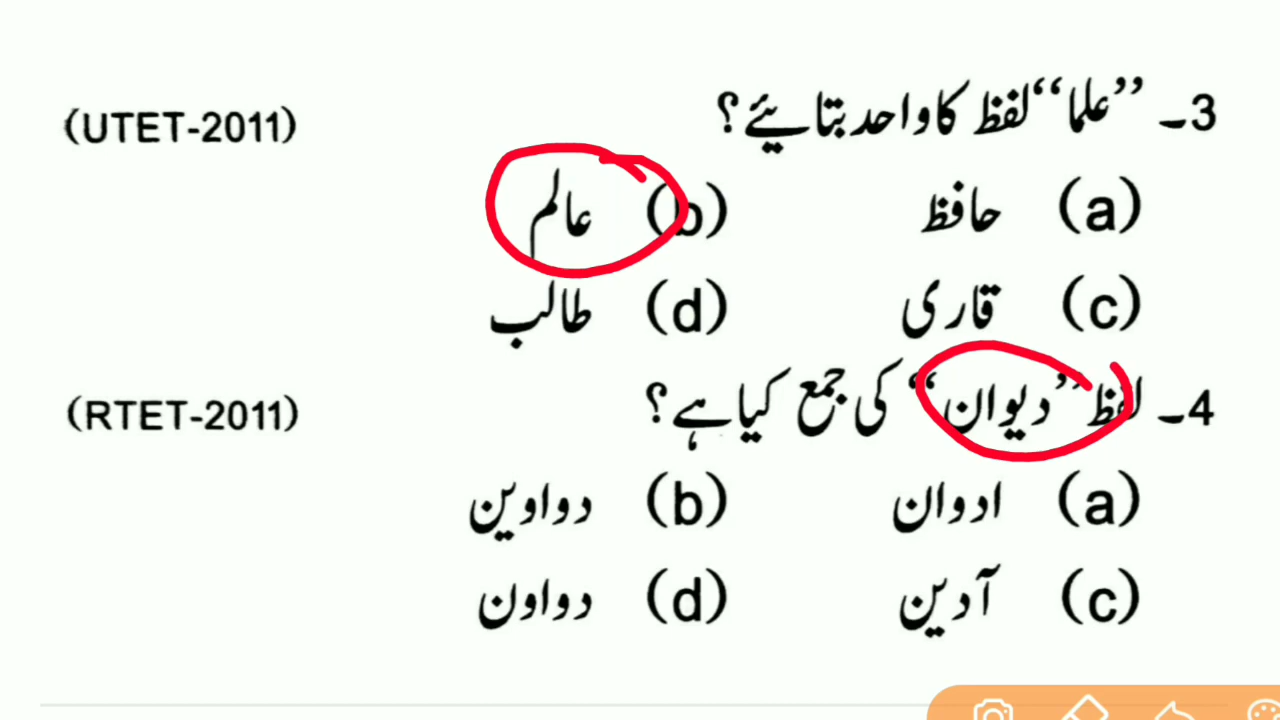 3۔ ’’علما‘‘ لفظ کا واحد بتائیے؟ (UTET-2011)
(a) حافظ (b) عالم
(c) قاری (d) طالب
4۔ لفظ ’’دیوان‘‘ کی جمع کیا ہے؟ (RTET-2011)
(a) ادوان (b) دواوین
(c) آدین (d) دواون